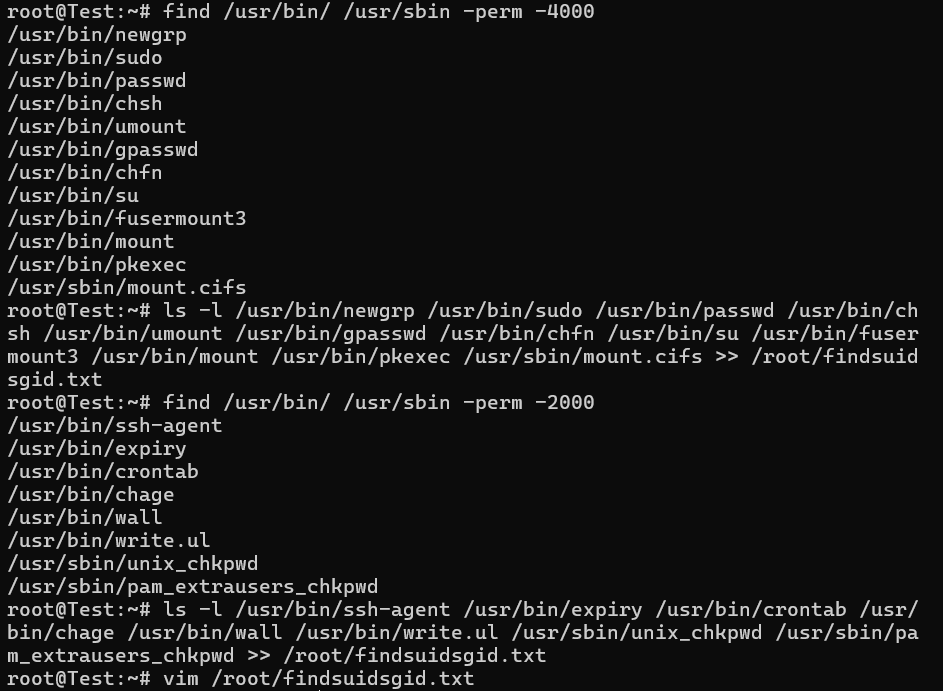 root@Test:~# find /usr/bin/ /usr/sbin -perm -4000
/usr/bin/newgrp
/usr/bin/sudo
/usr/bin/passwd
/usr/bin/chsh
/usr/bin/umount
/usr/bin/gpasswd
/usr/bin/chfn
/usr/bin/su
/usr/bin/fusermount3
/usr/bin/mount
/usr/bin/pkexec
/usr/sbin/mount.cifs
root@Test:~# ls -l /usr/bin/newgrp /usr/bin/sudo /usr/bin/passwd /usr/bin/ch
sh /usr/bin/umount /usr/bin/gpasswd /usr/bin/chfn /usr/bin/su /usr/bin/fuser
mount3 /usr/bin/mount /usr/bin/pkexec /usr/sbin/mount.cifs >> /root/findsuid
sgid.txt
root@Test:~# find /usr/bin/ /usr/sbin -perm -2000
/usr/bin/ssh-agent
/usr/bin/expiry
/usr/bin/crontab
/usr/bin/chage
/usr/bin/wall
/usr/bin/write.ul
/usr/sbin/unix_chkpwd
/usr/sbin/pam_extrausers_chkpwd
root@Test:~# ls -l /usr/bin/ssh-agent /usr/bin/expiry /usr/bin/crontab /usr/
bin/chage /usr/bin/wall /usr/bin/write.ul /usr/sbin/unix_chkpwd /usr/sbin/pa
m_extrausers_chkpwd >> /root/findsuidsgid.txt
root@Test:~# vim /root/findsuidsgid.txt